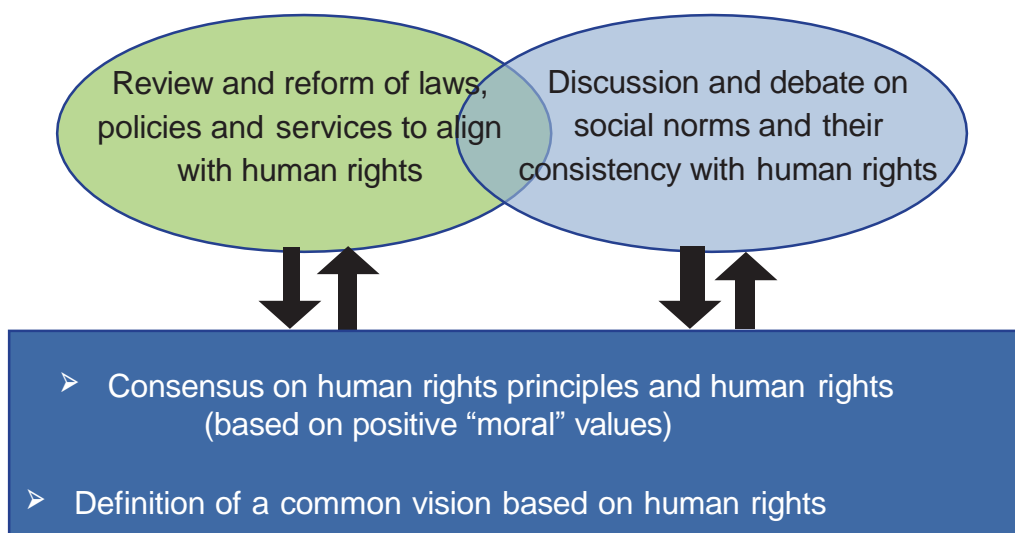 Review and reform of laws,
policies and services to align
with human rights
Discussion and debate on
social norms and their
consistency with human rights
➢ Consensus on human rights principles and human rights
(based on positive “moral” values)
➢ Definition of a common vision based on human rights